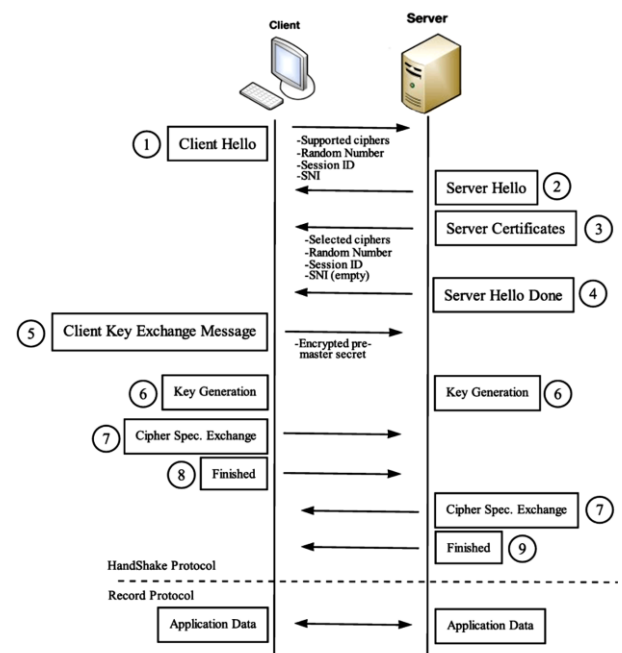 Client
Server
1
Client Hello
-Supported ciphers
-Random Number
-Session ID
-SNI
Server Hello
2
Server Certificates
3
-Selected ciphers
-Random Number
-Session ID
-SNI (empty)
Server Hello Done
4
5
Client Key Exchange Message
-Encrypted pre-
master secret
6
Key Generation
Key Generation
6
7
Cipher Spec. Exchange
8
Finished
Cipher Spec. Exchange
7
Finished
9
HandShake Protocol
Record Protocol
Application Data
Application Data